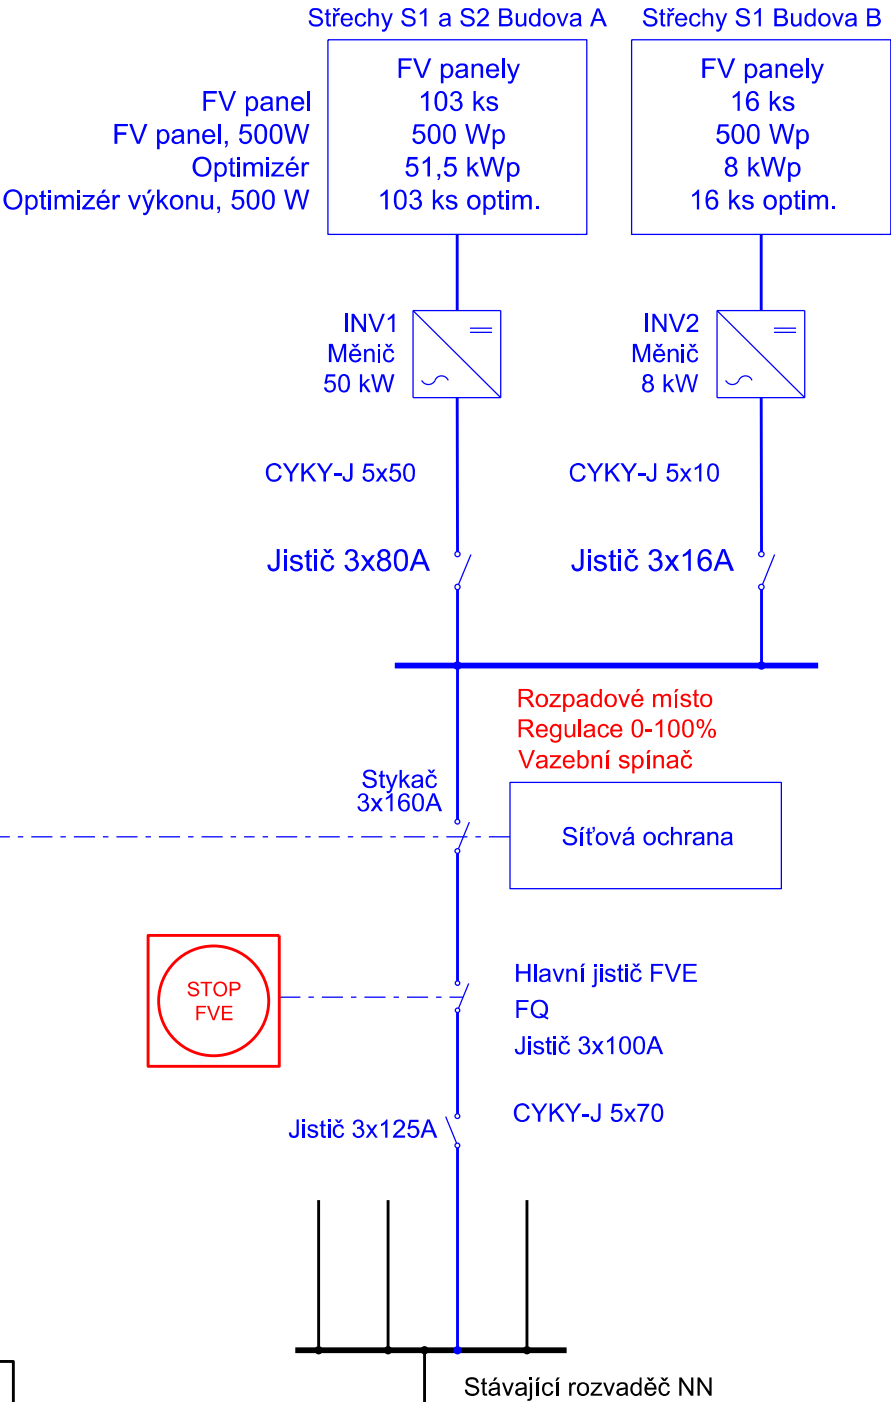 Střechy S1 a S2 Budova A
Střechy S1 Budova B
FV panel
FV panel, 500W
Optimizér
Optimizér výkonu, 500 W
FV panely
103 ks
500 Wp
51,5 kWp
103 ks optim.
FV panely
16 ks
500 Wp
8 kWp
16 ks optim.
INV1
Měnič
50 kW
INV2
Měnič
8 kW
CYKY-J 5x50
CYKY-J 5x10
Jistič 3x80A
Jistič 3x16A
Rozpadové místo
Regulace 0-100%
Vazební spínač
Stykač
3x160A
Síťová ochrana
STOP
FVE
Hlavní jistič FVE
FQ
Jistič 3x100A
CYKY-J 5x70
Jistič 3x125A
Stávající rozvaděč NN